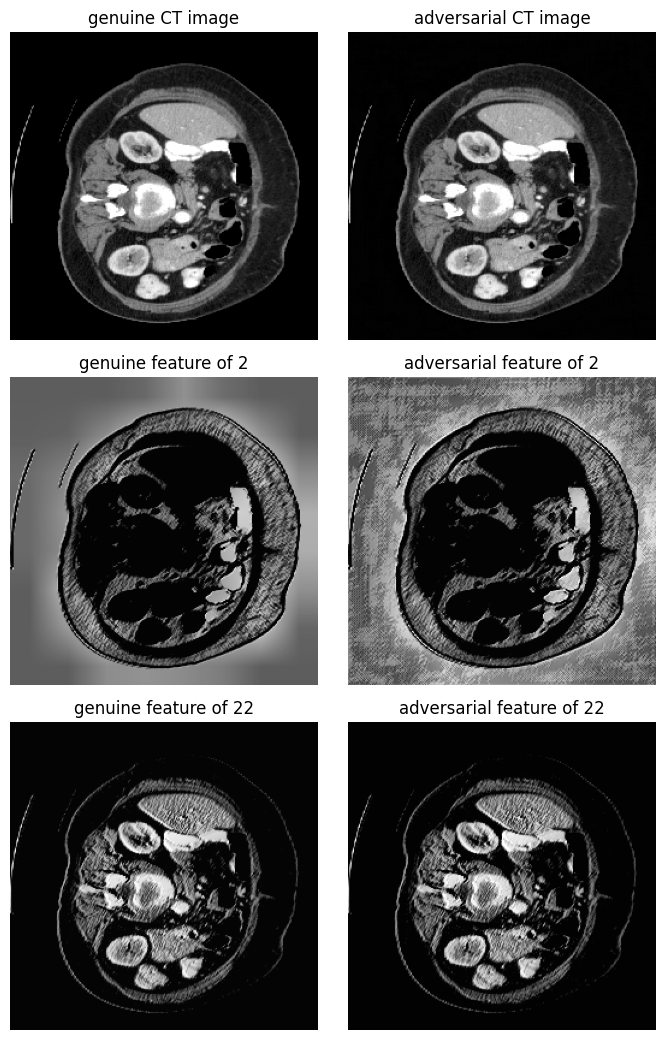 genuine CT image
adversarial CT image
genuine feature of 2
adversarial feature of 2
genuine feature of 22
adversarial feature of 22